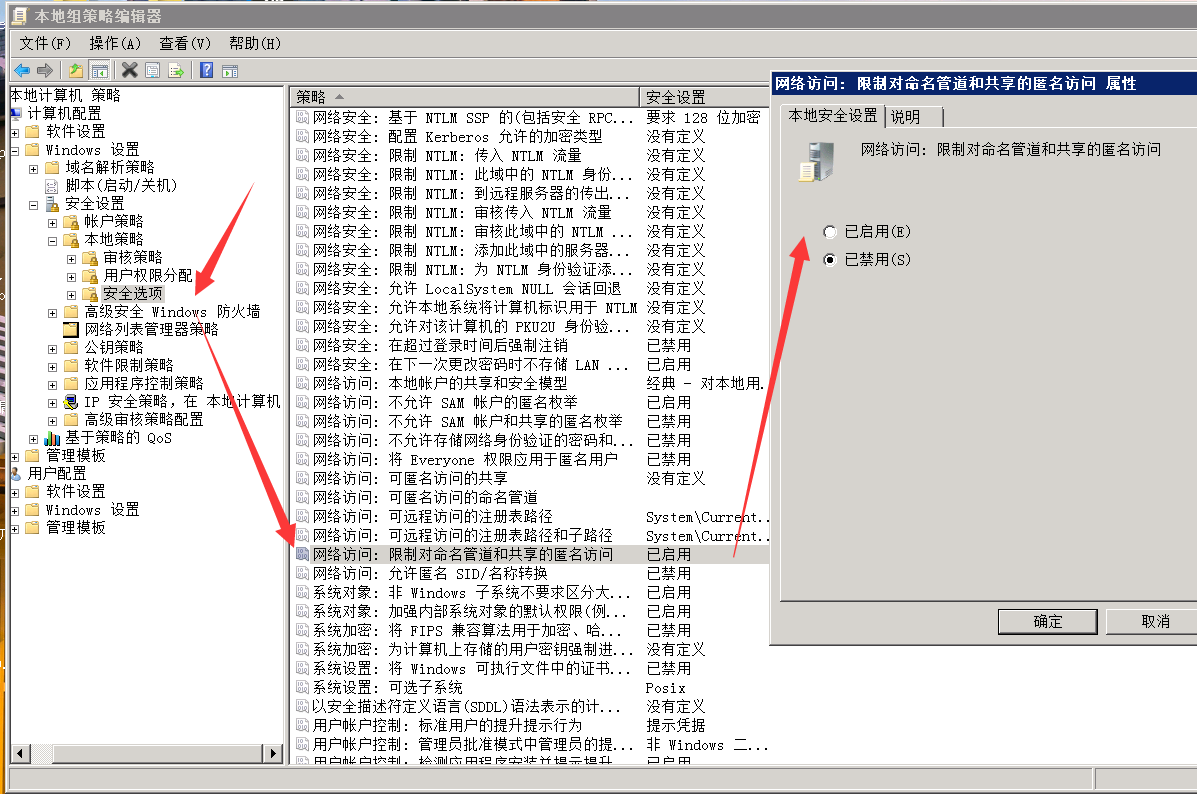 本地组策略编辑器
文件(F) 操作(A) 查看(V) 帮助(H)
本地计算机 策略
计算机配置
软件设置
Windows 设置
域名解析策略
脚本(启动/关机)
安全设置
帐户策略
本地策略
审核策略
用户权限分配
安全选项
高级安全 Windows 防火墙
网络列表管理器策略
公钥策略
软件限制策略
应用程序控制策略
IP 安全策略，在 本地计算机
高级审核策略配置
基于策略的 QoS
管理模板
用户配置
软件设置
Windows 设置
管理模板
策略 安全设置
网络安全: 基于 NTLM SSP 的(包括安全 RPC... 要求 128 位加密
网络安全: 配置 Kerberos 允许的加密类型 没有定义
网络安全: 限制 NTLM: 传入 NTLM 流量 没有定义
网络安全: 限制 NTLM: 此域中的 NTLM 身份... 没有定义
网络安全: 限制 NTLM: 到远程服务器的传出... 没有定义
网络安全: 限制 NTLM: 审核传入 NTLM 流量 没有定义
网络安全: 限制 NTLM: 审核此域中的 NTLM ... 没有定义
网络安全: 限制 NTLM: 添加此域中的服务器... 没有定义
网络安全: 限制 NTLM: 为 NTLM 身份验证添... 没有定义
网络安全: 允许 LocalSystem NULL 会话回退 没有定义
网络安全: 允许本地系统将计算机标识用于 NTLM 没有定义
网络安全: 允许对该计算机的 PKU2U 身份验... 没有定义
网络安全: 在超过登录时间后强制注销 已禁用
网络安全: 在下一次更改密码时不存储 LAN ... 已启用
网络访问: 本地帐户的共享和安全模型 经典 - 对本地用...
网络访问: 不允许 SAM 帐户的匿名枚举 已启用
网络访问: 不允许 SAM 帐户和共享的匿名枚举 已禁用
网络访问: 不允许存储网络身份验证的密码和... 已禁用
网络访问: 将 Everyone 权限应用于匿名用户 已禁用
网络访问: 可匿名访问的共享 没有定义
网络访问: 可匿名访问的命名管道
网络访问: 可远程访问的注册表路径 System\Current...
网络访问: 可远程访问的注册表路径和子路径 System\Current...
网络访问: 限制对命名管道和共享的匿名访问 已启用
网络访问: 允许匿名 SID/名称转换 已禁用
系统对象: 非 Windows 子系统不要求区分大... 已启用
系统对象: 加强内部系统对象的默认权限(例... 已启用
系统加密: 将 FIPS 兼容算法用于加密、哈... 已禁用
系统加密: 为计算机上存储的用户密钥强制进... 没有定义
系统设置: 将 Windows 可执行文件中的证书... 已禁用
系统设置: 可选子系统 Posix
以安全描述符定义语言(SDDL)语法表示的计... 没有定义
用户帐户控制: 标准用户的提升提示行为 提示凭据
用户帐户控制: 管理员批准模式中管理员的提... 非 Windows 二...
用户帐户控制: 检测应用程序安装并提示提升 已启用
网络访问: 限制对命名管道和共享的匿名访问 属性
本地安全设置 说明
网络访问: 限制对命名管道和共享的匿名访问
已启用(E)
已禁用(S)
确定 取消